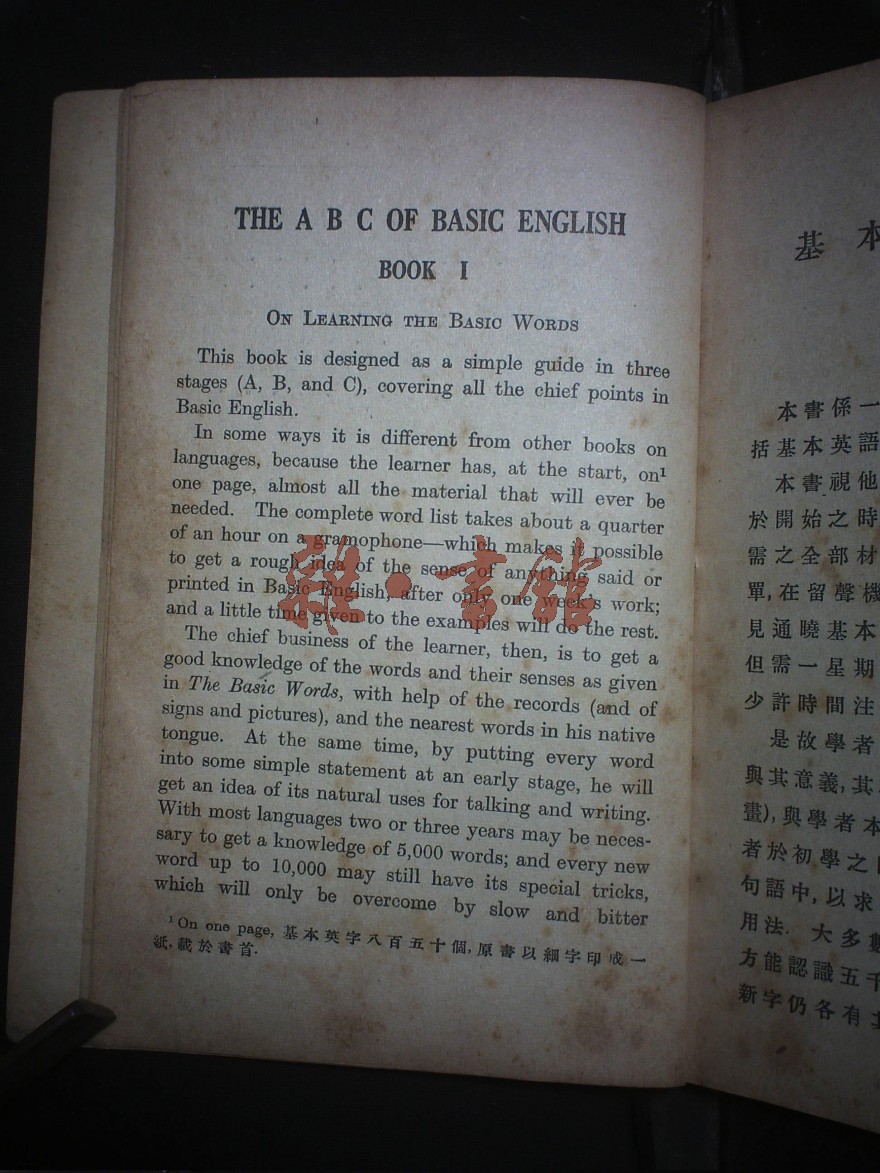 THE A B C OF BASIC ENGLISH
BOOK I
ON LEARNING THE BASIC WORDS
This book is designed as a simple guide in three
stages (A, B, and C), covering all the chief points in
Basic English.
In some ways it is different from other books on
languages, because the learner has, at the start, on¹
one page, almost all the material that will ever be
needed. The complete word list takes about a quarter
of an hour on a gramophone—which makes it possible
to get a rough idea of the sense of anything said or
printed in Basic English, after only one week's work;
and a little time given to the examples will do the rest.
The chief business of the learner, then, is to get a
good knowledge of the words and their senses as given
in The Basic Words, with help of the records (and of
signs and pictures), and the nearest words in his native
tongue. At the same time, by putting every word
into some simple statement at an early stage, he will
get an idea of its natural uses for talking and writing.
With most languages two or three years may be neces-
sary to get a knowledge of 5,000 words; and every new
word up to 10,000 may still have its special tricks,
which will only be overcome by slow and bitter
¹ On one page, 基本英字八百五十個, 原書以細字印成一
紙, 載於書首.
雜·書館
基本
本書係一
括基本英語
本書視他
於開始之時
需之全部材
單, 在留聲機
見通曉基本
但需一星期
少許時間注
是故學者
與其意義, 其
畫), 與學者本
者於初學之
句語中, 以求
用法. 大多數
方能認識五千
新字仍各有